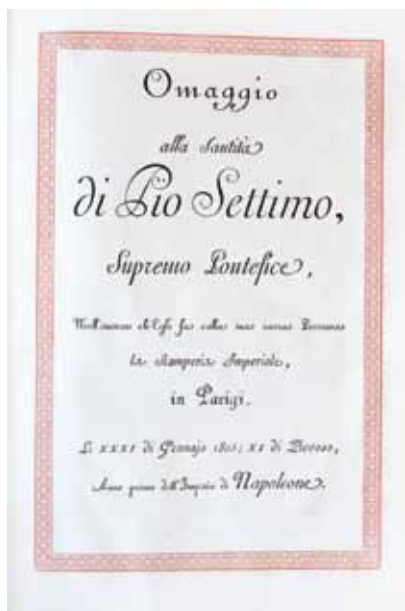 Omaggio
alla Santità
di Pio Settimo,
Supremo Pontefice,
la Stamperia Imperiale,
in Parigi.
Li XXXI di Gennajo 1805; XI di Piovoso,
Anno primo dell'Impero di Napoleone.